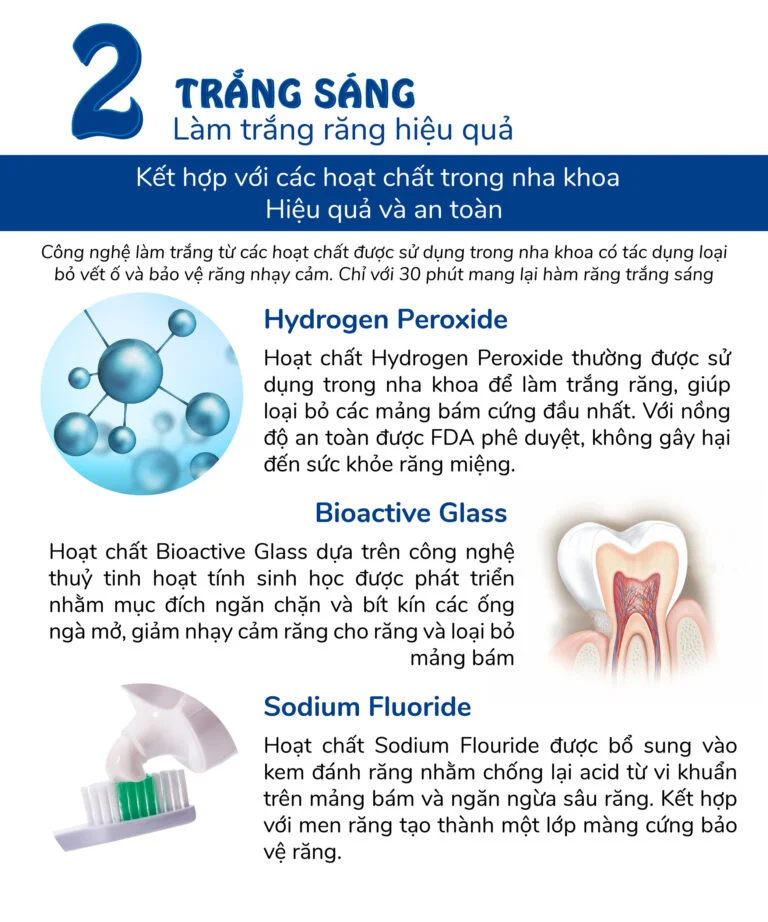 2
TRẮNG SÁNG
Làm trắng răng hiệu quả
Kết hợp với các hoạt chất trong nha khoa
Hiệu quả và an toàn
Công nghệ làm trắng từ các hoạt chất được sử dụng trong nha khoa có tác dụng loại
bỏ vết ố và bảo vệ răng nhạy cảm. Chỉ với 30 phút mang lại hàm răng trắng sáng
Hydrogen Peroxide
Hoạt chất Hydrogen Peroxide thường được sử
dụng trong nha khoa để làm trắng răng, giúp
loại bỏ các mảng bám cứng đầu nhất. Với nồng
độ an toàn được FDA phê duyệt, không gây hại
đến sức khỏe răng miệng.
Bioactive Glass
Hoạt chất Bioactive Glass dựa trên công nghệ
thuỷ tinh hoạt tính sinh học được phát triển
nhằm mục đích ngăn chặn và bít kín các ống
ngà mở, giảm nhạy cảm răng cho răng và loại bỏ
mảng bám
Sodium Fluoride
Hoạt chất Sodium Flouride được bổ sung vào
kem đánh răng nhằm chống lại acid từ vi khuẩn
trên mảng bám và ngăn ngừa sâu răng. Kết hợp
với men răng tạo thành một lớp màng cứng bảo
vệ răng.